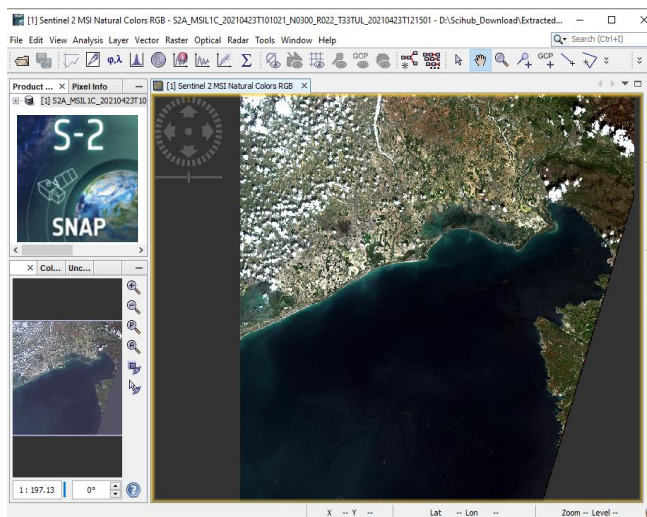 [1] Sentinel 2 MSI Natural Colors RGB - S2A_MSIL1C_20210423T101021_N0300_R022_T33TUL_20210423T121501 - D:\Scihub_Download\Extracted...
File Edit View Analysis Layer Vector Raster Optical Radar Tools Window Help
Search (Ctrl+I)
φ,λ
Σ
GCP
GCP
Product ... × Pixel Info
[1] Sentinel 2 MSI Natural Colors RGB ×
[1] S2A_MSIL1C_20210423T10
S-2
SNAP
× Col... Unc...
1 : 197.13
0°
X -- Y --
Lat -- Lon --
Zoom -- Level --